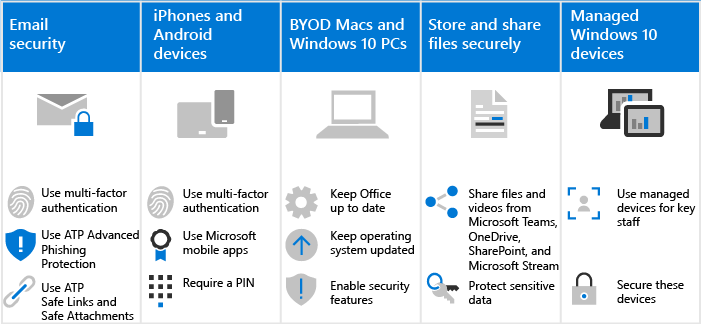 Email
security
iPhones and
Android
devices
BYOD Macs and
Windows 10 PCs
Store and share
files securely
Managed
Windows 10
devices
Use multi-factor
authentication
Use ATP Advanced
Phishing
Protection
Use ATP
Safe Links and
Safe Attachments
Use multi-factor
authentication
Use Microsoft
mobile apps
Require a PIN
Keep Office
up to date
Keep operating
system updated
Enable security
features
Share files and
videos from
Microsoft Teams,
OneDrive,
SharePoint, and
Microsoft Stream
Protect sensitive
data
Use managed
devices for key
staff
Secure these
devices